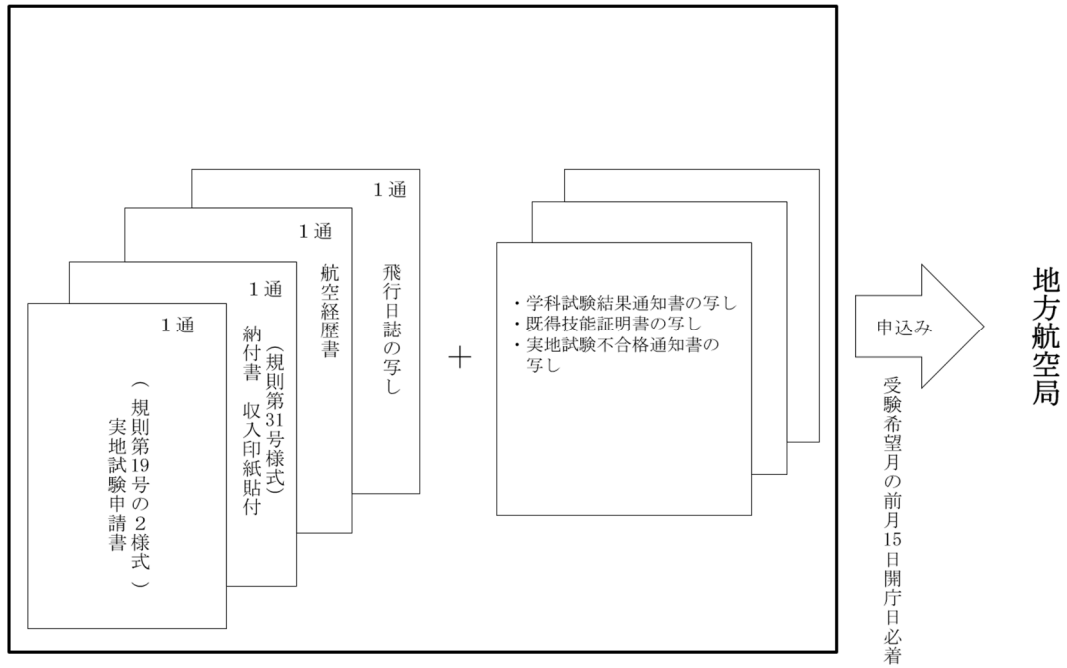 １通
（規則第19号の２様式）
実地試験申請書
１通
（規則第31号様式）
納付書　収入印紙貼付
１通
航空経歴書
１通
飛行日誌の写し
＋
・学科試験結果通知書の写し
・既得技能証明書の写し
・実地試験不合格通知書の
写し
申込み
受験希望月の前月15日開庁日必着
地方航空局